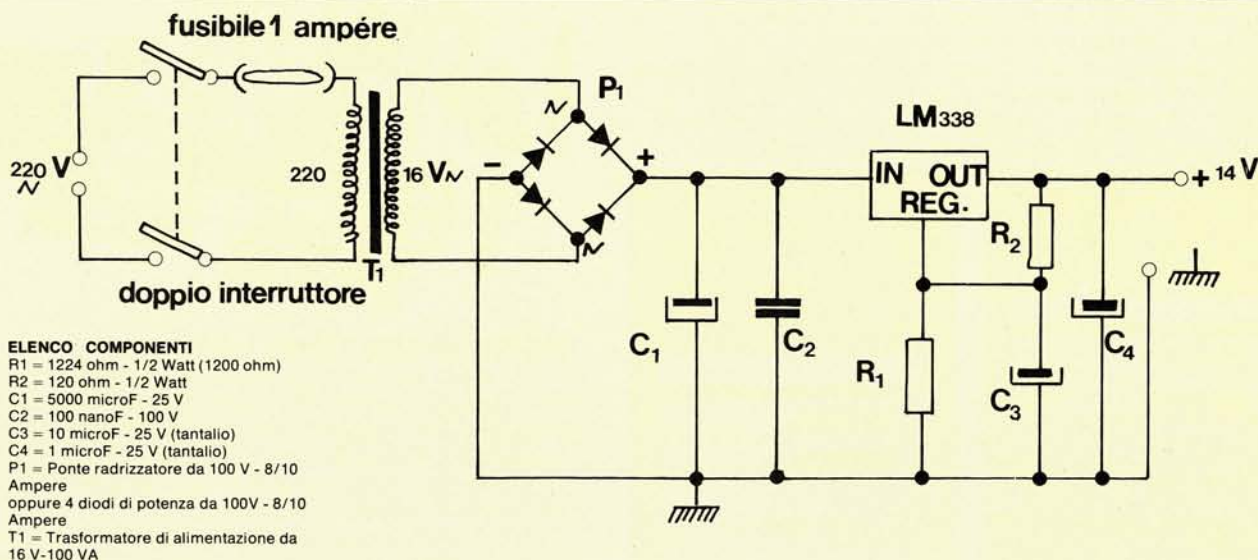 fusibile 1 ampére
P1
LM338
220 V
220
16 V
-
+
IN OUT
REG.
+ 14 V
R2
T1
doppio interruttore
C1
C2
R1
C3
C4
ELENCO COMPONENTI
R1 = 1224 ohm - 1/2 Watt (1200 ohm)
R2 = 120 ohm - 1/2 Watt
C1 = 5000 microF - 25 V
C2 = 100 nanoF - 100 V
C3 = 10 microF - 25 V (tantalio)
C4 = 1 microF - 25 V (tantalio)
P1 = Ponte radrizzatore da 100 V - 8/10
Ampere
oppure 4 diodi di potenza da 100V - 8/10
Ampere
T1 = Trasformatore di alimentazione da
16 V-100 VA